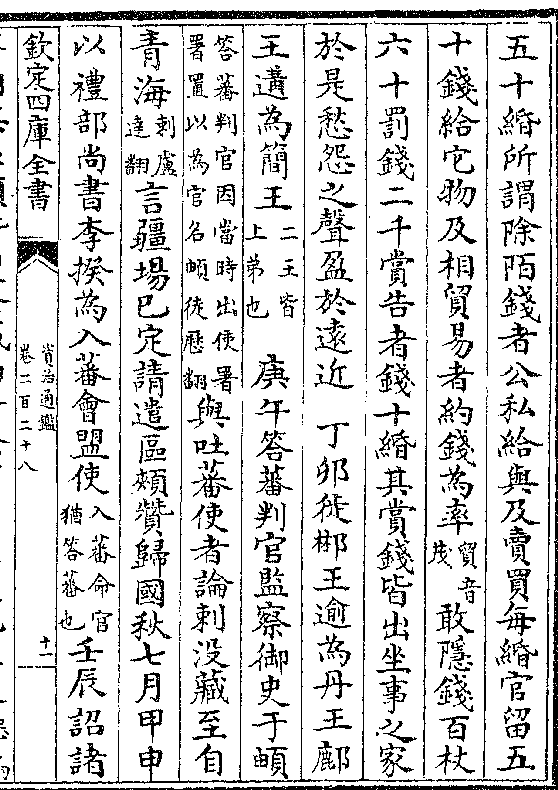 五十緡所謂除陌錢者公私給與及賣買每緡官留五
十錢給它物及相貿易者約錢為率貿音茂敢隱錢百杖
六十罰錢二千賞告者錢十緡其賞錢皆出坐事之家
於是愁怨之聲盈於遠近 丁卯徙郴王逾為丹王鄜
王遘為簡王二王皆上弟也 庚午答蕃判官監察御史于頔
答蕃判官因當時出使署署置以為官名頔徒歷翻與吐蕃使者論剌没藏至自
青海剌盧達翻言疆場已定請遣區頰贊歸國秋七月甲申
以禮部尚書李揆為入蕃會盟使入蕃命官猶答蕃也壬辰詔諸
欽定四庫全書
資治通鑑
卷二百二十八
十一